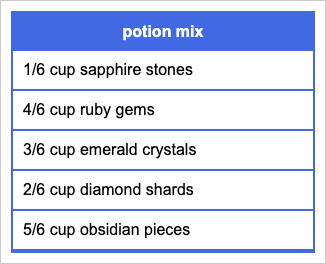 potion mix
1/6 cup sapphire stones
4/6 cup ruby gems
3/6 cup emerald crystals
2/6 cup diamond shards
5/6 cup obsidian pieces